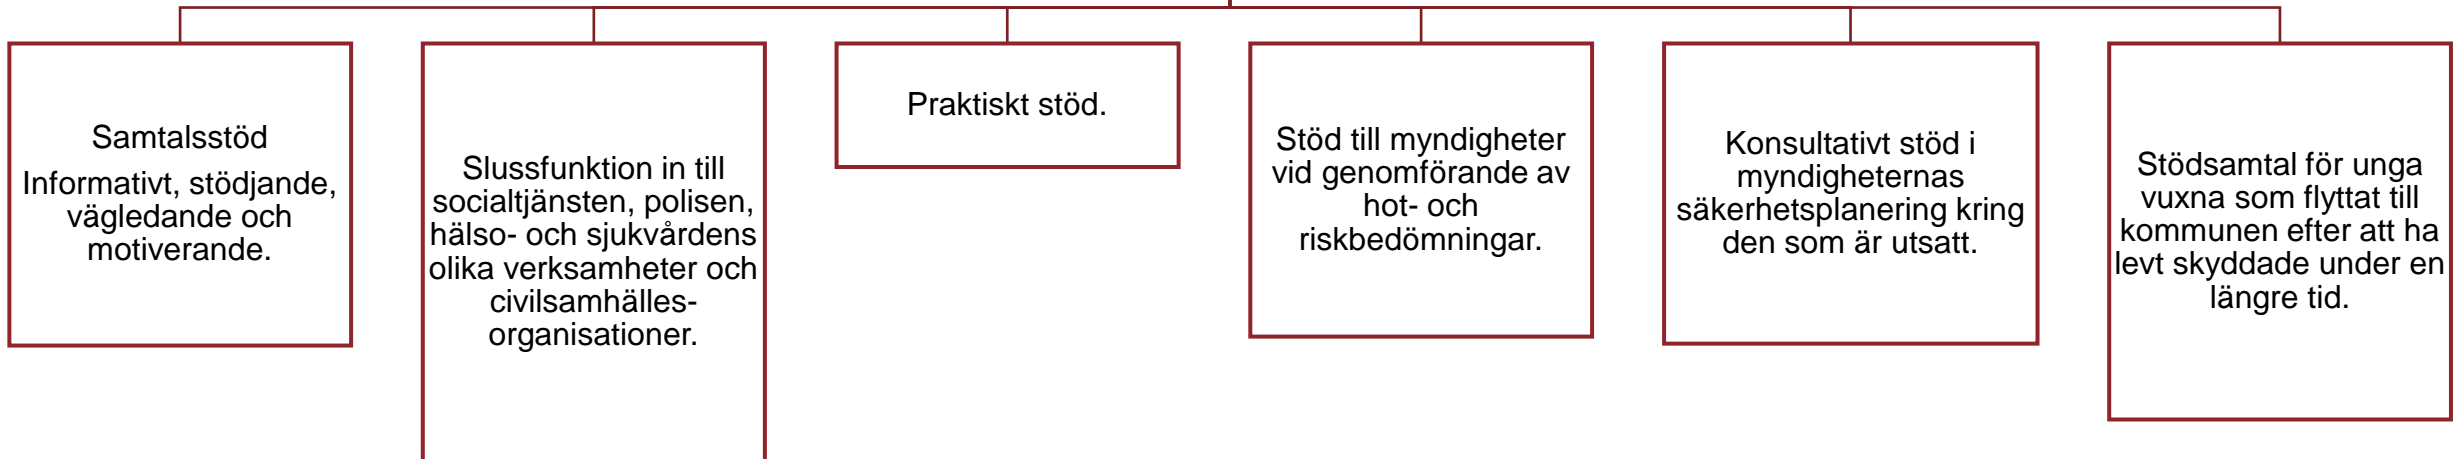 Samtalsstöd
Informativt, stödjande,
vägledande och
motiverande.
Slussfunktion in till
socialtjänsten, polisen,
hälso- och sjukvårdens
olika verksamheter och
civilsamhälles-
organisationer.
Praktiskt stöd.
Stöd till myndigheter
vid genomförande av
hot- och
riskbedömningar.
Konsultativt stöd i
myndigheternas
säkerhetsplanering kring
den som är utsatt.
Stödsamtal för unga
vuxna som flyttat till
kommunen efter att ha
levt skyddade under en
längre tid.